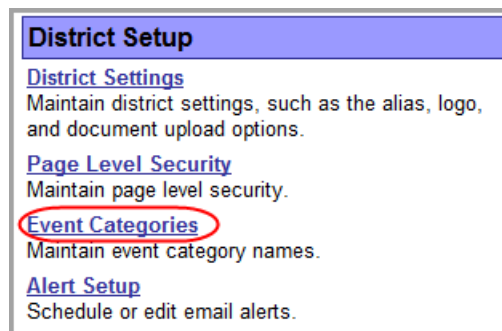 District Setup
District Settings
Maintain district settings, such as the alias, logo,
and document upload options.
Page Level Security
Maintain page level security.
Event Categories
Maintain event category names.
Alert Setup
Schedule or edit email alerts.